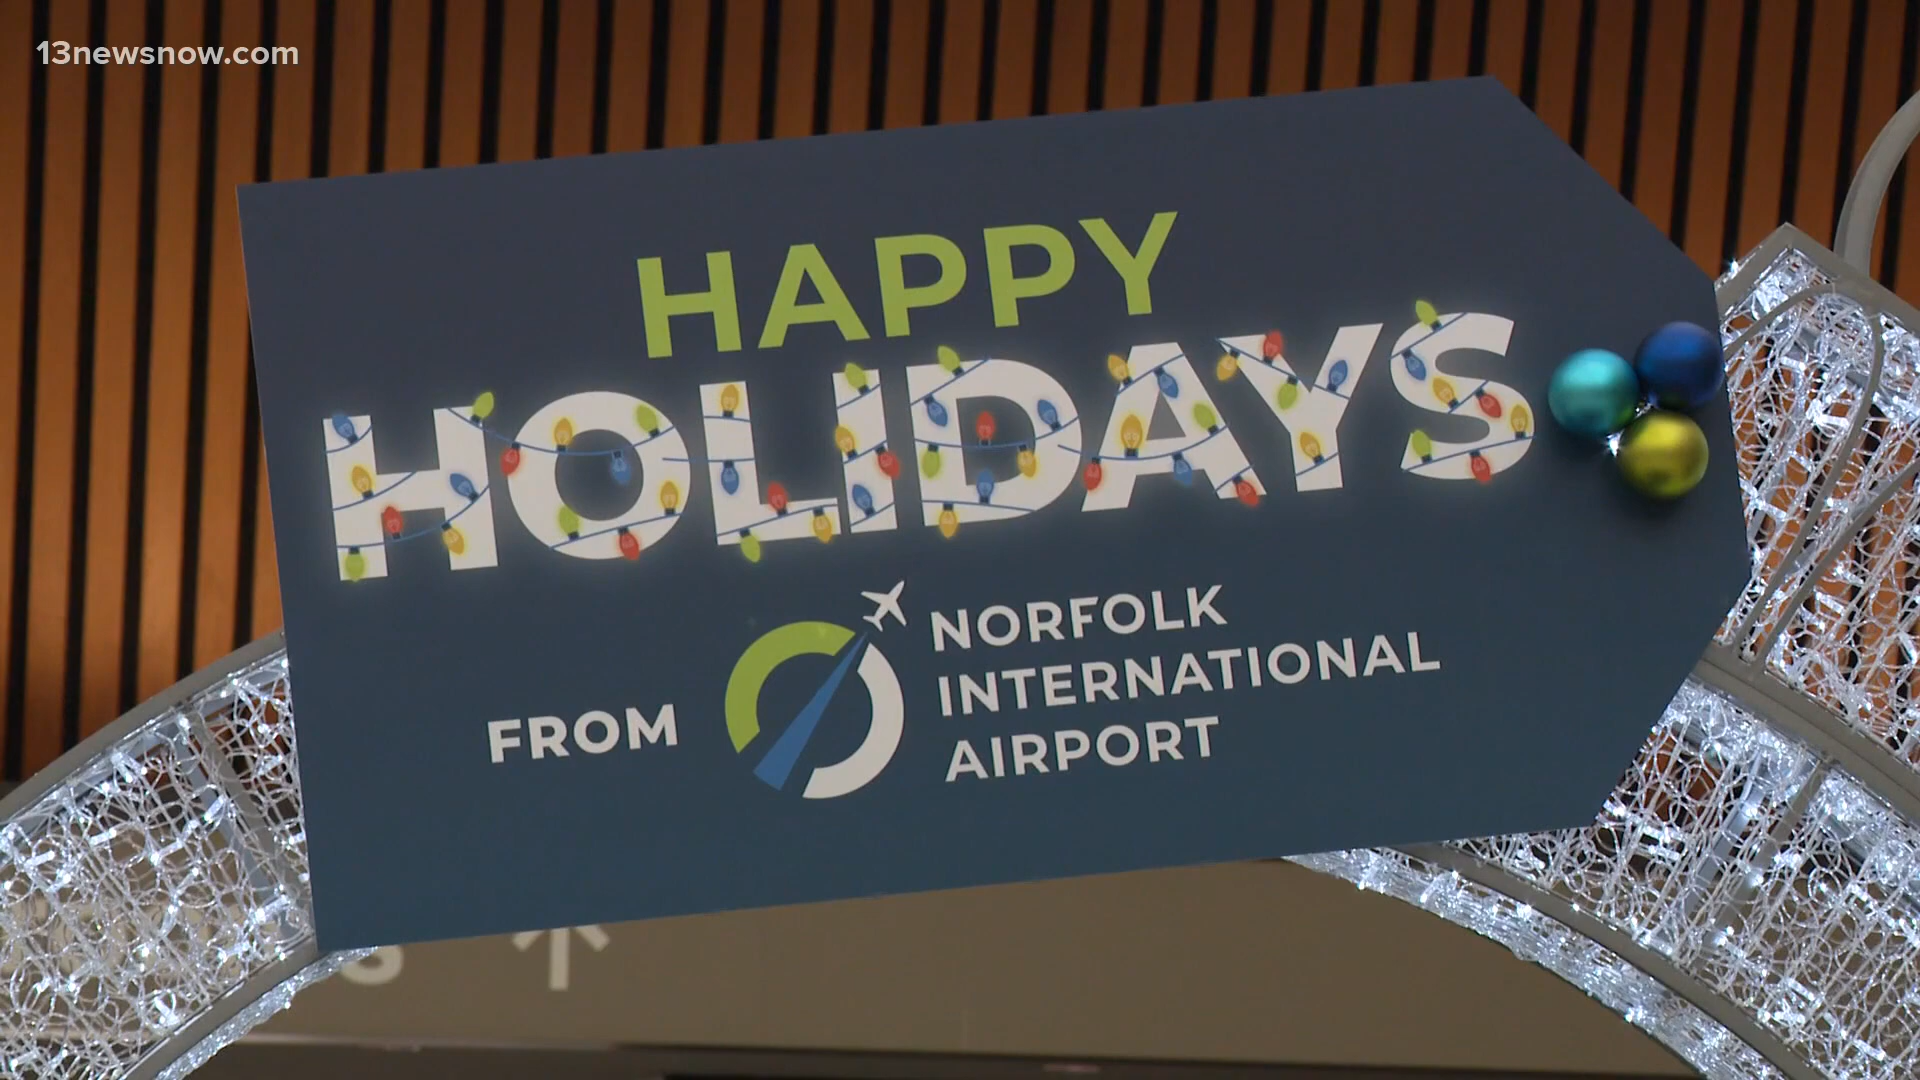 13newsnow.com
HAPPY
HOLIDAYS
FROM
NORFOLK
INTERNATIONAL
AIRPORT